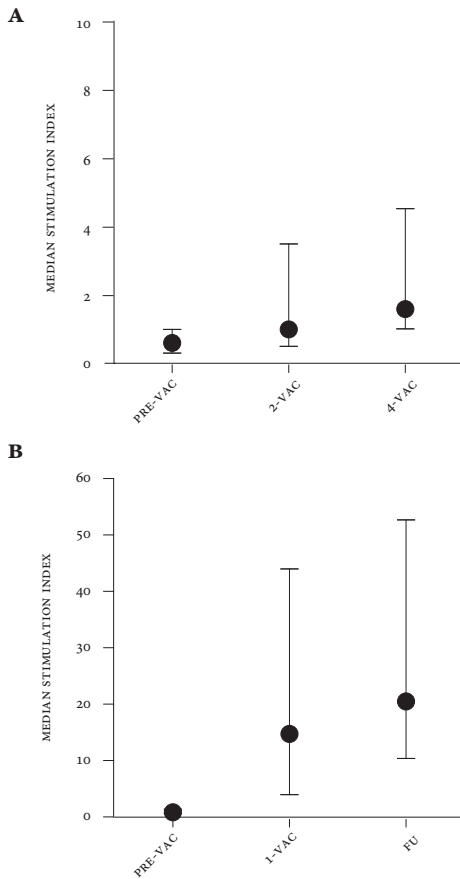 A
MEDIAN STIMULATION INDEX
10
8
6
4
2
0
PRE-VAC
2-VAC
4-VAC
B
MEDIAN STIMULATION INDEX
60
50
40
30
20
10
0
PRE-VAC
1-VAC
FU